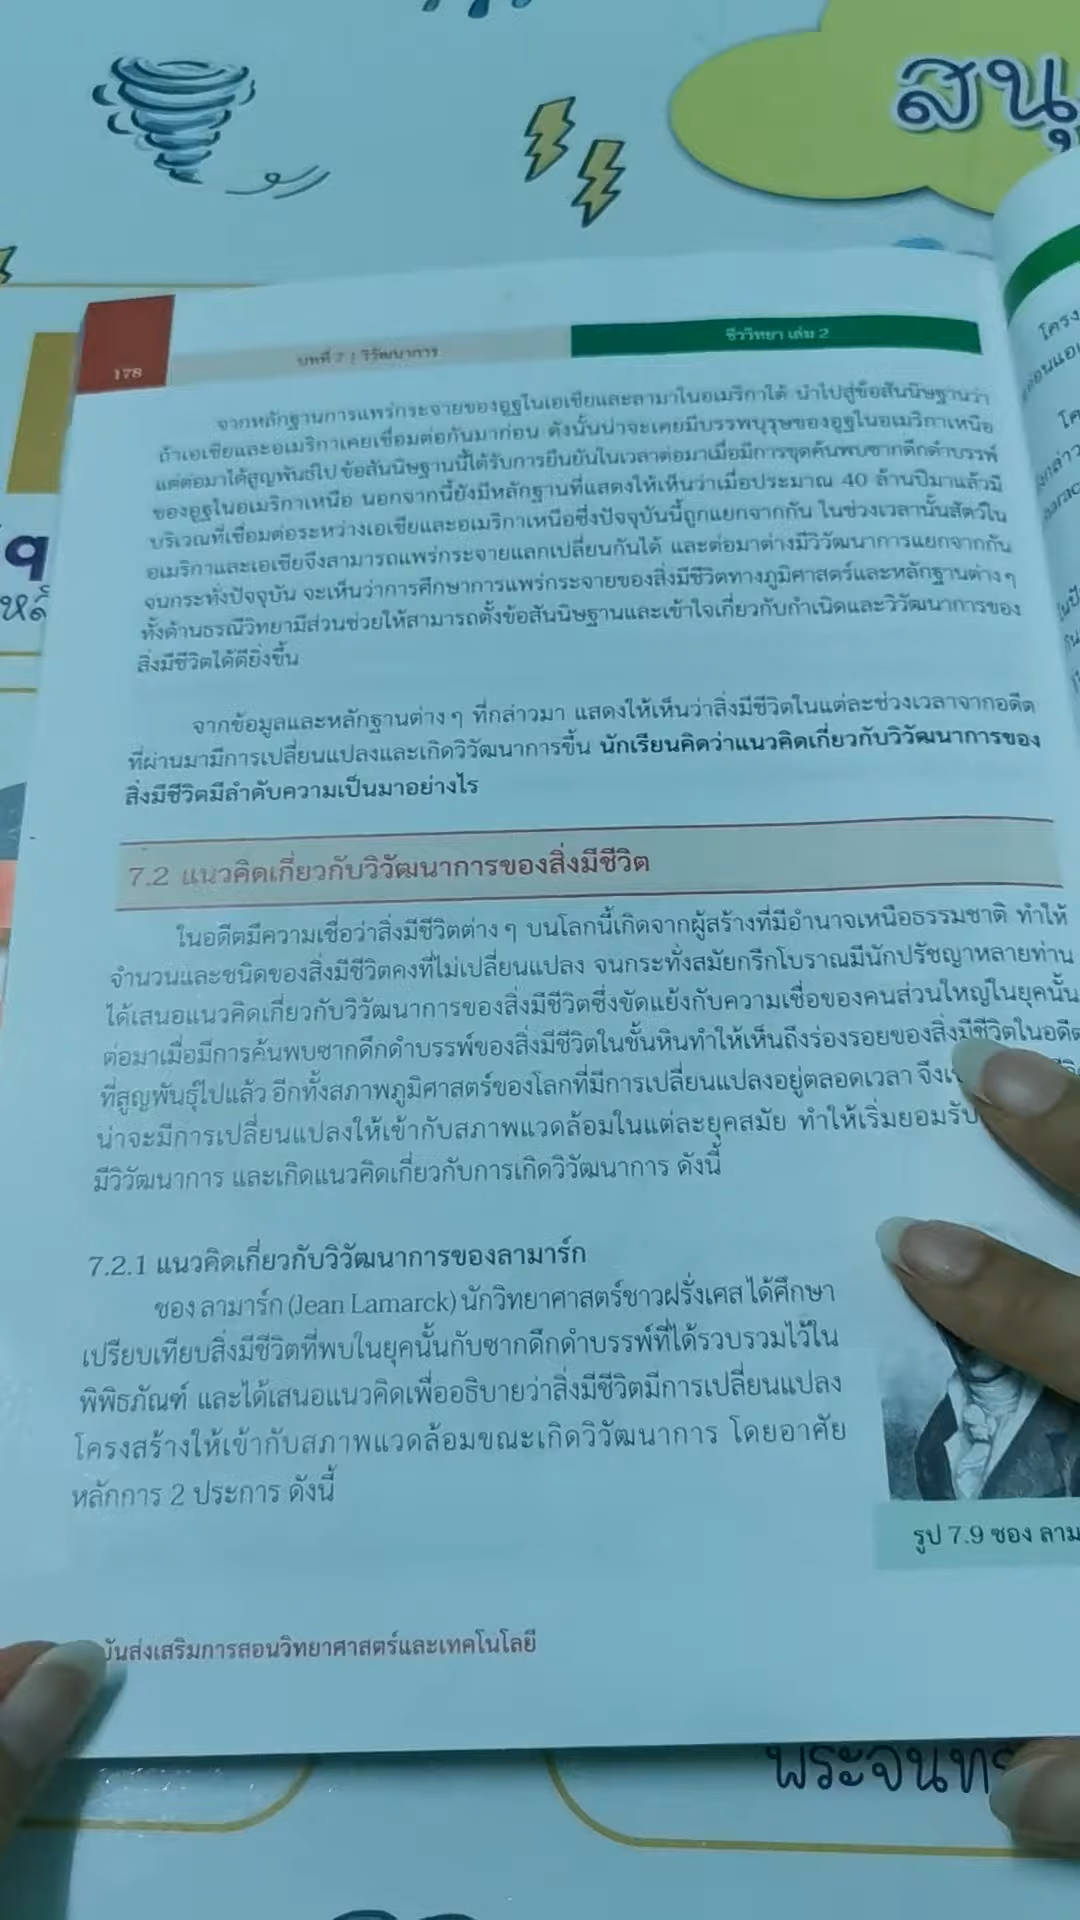 สนุ
178
บทที่ 7 | วิวัฒนาการ
ชีววิทยา เล่ม 2
จากหลักฐานการแพร่กระจายของอูฐในเอเชียและลามาในอเมริกาใต้ นำไปสู่ข้อสันนิษฐานว่า
ถ้าเอเชียและอเมริกาเคยเชื่อมต่อกันมาก่อน ดังนั้นน่าจะเคยมีบรรพบุรุษของอูฐในอเมริกาเหนือ
แต่ต่อมาได้สูญพันธุ์ไป ข้อสันนิษฐานนี้ได้รับการยืนยันในเวลาต่อมาเมื่อมีการขุดค้นพบซากดึกดำบรรพ์
ของอูฐในอเมริกาเหนือ นอกจากนี้ยังมีหลักฐานที่แสดงให้เห็นว่าเมื่อประมาณ 40 ล้านปีมาแล้วมี
บริเวณที่เชื่อมต่อระหว่างเอเชียและอเมริกาเหนือซึ่งปัจจุบันนี้ถูกแยกจากกัน ในช่วงเวลานั้นสัตว์ใน
อเมริกาและเอเชียจึงสามารถแพร่กระจายแลกเปลี่ยนกันได้ และต่อมาต่างมีวิวัฒนาการแยกจากกัน
จนกระทั่งปัจจุบัน จะเห็นว่าการศึกษาการแพร่กระจายของสิ่งมีชีวิตทางภูมิศาสตร์และหลักฐานต่าง ๆ
ทั้งด้านธรณีวิทยามีส่วนช่วยให้สามารถตั้งข้อสันนิษฐานและเข้าใจเกี่ยวกับกำเนิดและวิวัฒนาการของ
สิ่งมีชีวิตได้ดียิ่งขึ้น
จากข้อมูลและหลักฐานต่าง ๆ ที่กล่าวมา แสดงให้เห็นว่าสิ่งมีชีวิตในแต่ละช่วงเวลาจากอดีต
ที่ผ่านมามีการเปลี่ยนแปลงและเกิดวิวัฒนาการขึ้น นักเรียนคิดว่าแนวคิดเกี่ยวกับวิวัฒนาการของ
สิ่งมีชีวิตมีลำดับความเป็นมาอย่างไร
7.2 แนวคิดเกี่ยวกับวิวัฒนาการของสิ่งมีชีวิต
ในอดีตมีความเชื่อว่าสิ่งมีชีวิตต่าง ๆ บนโลกนี้เกิดจากผู้สร้างที่มีอำนาจเหนือธรรมชาติ ทำให้
จำนวนและชนิดของสิ่งมีชีวิตคงที่ไม่เปลี่ยนแปลง จนกระทั่งสมัยกรีกโบราณมีนักปรัชญาหลายท่าน
ได้เสนอแนวคิดเกี่ยวกับวิวัฒนาการของสิ่งมีชีวิตซึ่งขัดแย้งกับความเชื่อของคนส่วนใหญ่ในยุคนั้น
ต่อมาเมื่อมีการค้นพบซากดึกดำบรรพ์ของสิ่งมีชีวิตในชั้นหินทำให้เห็นถึงร่องรอยของสิ่งมีชีวิตในอดีต
ที่สูญพันธุ์ไปแล้ว อีกทั้งสภาพภูมิศาสตร์ของโลกที่มีการเปลี่ยนแปลงอยู่ตลอดเวลา
น่าจะมีการเปลี่ยนแปลงให้เข้ากับสภาพแวดล้อมในแต่ละยุคสมัย ทำให้เริ่มยอมรับ
มีวิวัฒนาการ และเกิดแนวคิดเกี่ยวกับการเกิดวิวัฒนาการ ดังนี้
7.2.1 แนวคิดเกี่ยวกับวิวัฒนาการของลามาร์ก
ชอง ลามาร์ก (Jean Lamarck) นักวิทยาศาสตร์ชาวฝรั่งเศส ได้ศึกษา
เปรียบเทียบสิ่งมีชีวิตที่พบในยุคนั้นกับซากดึกดำบรรพ์ที่ได้รวบรวมไว้ใน
พิพิธภัณฑ์ และได้เสนอแนวคิดเพื่ออธิบายว่าสิ่งมีชีวิตมีการเปลี่ยนแปลง
โครงสร้างให้เข้ากับสภาพแวดล้อมขณะเกิดวิวัฒนาการ โดยอาศัย
หลักการ 2 ประการ ดังนี้
รูป 7.9 ชอง ลาม
บันส่งเสริมการสอนวิทยาศาสตร์และเทคโนโลยี
พระจันทร